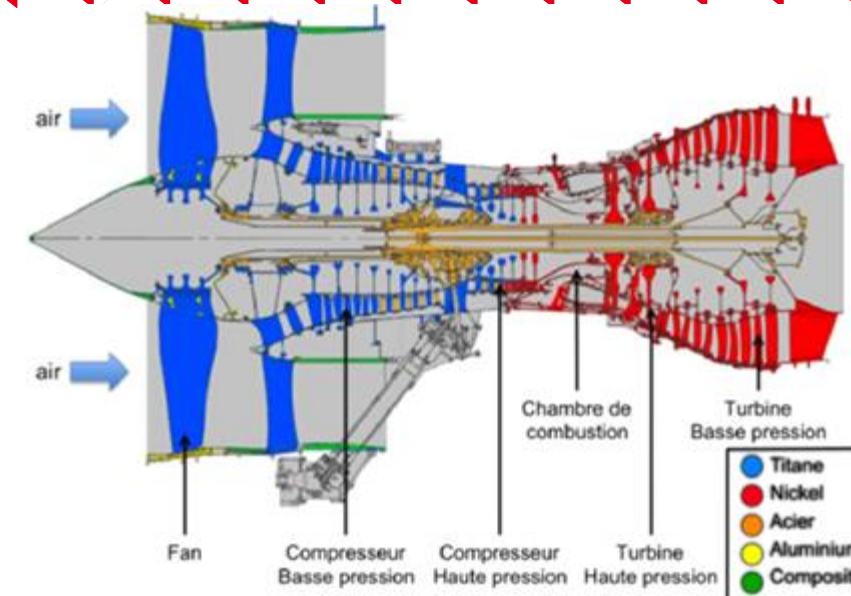 air
air
Chambre de
combustion
Turbine
Basse pression
Fan
Compresseur
Basse pression
Compresseur
Haute pression
Turbine
Haute pression
Titane
Nickel
Acier
Aluminium
Composit